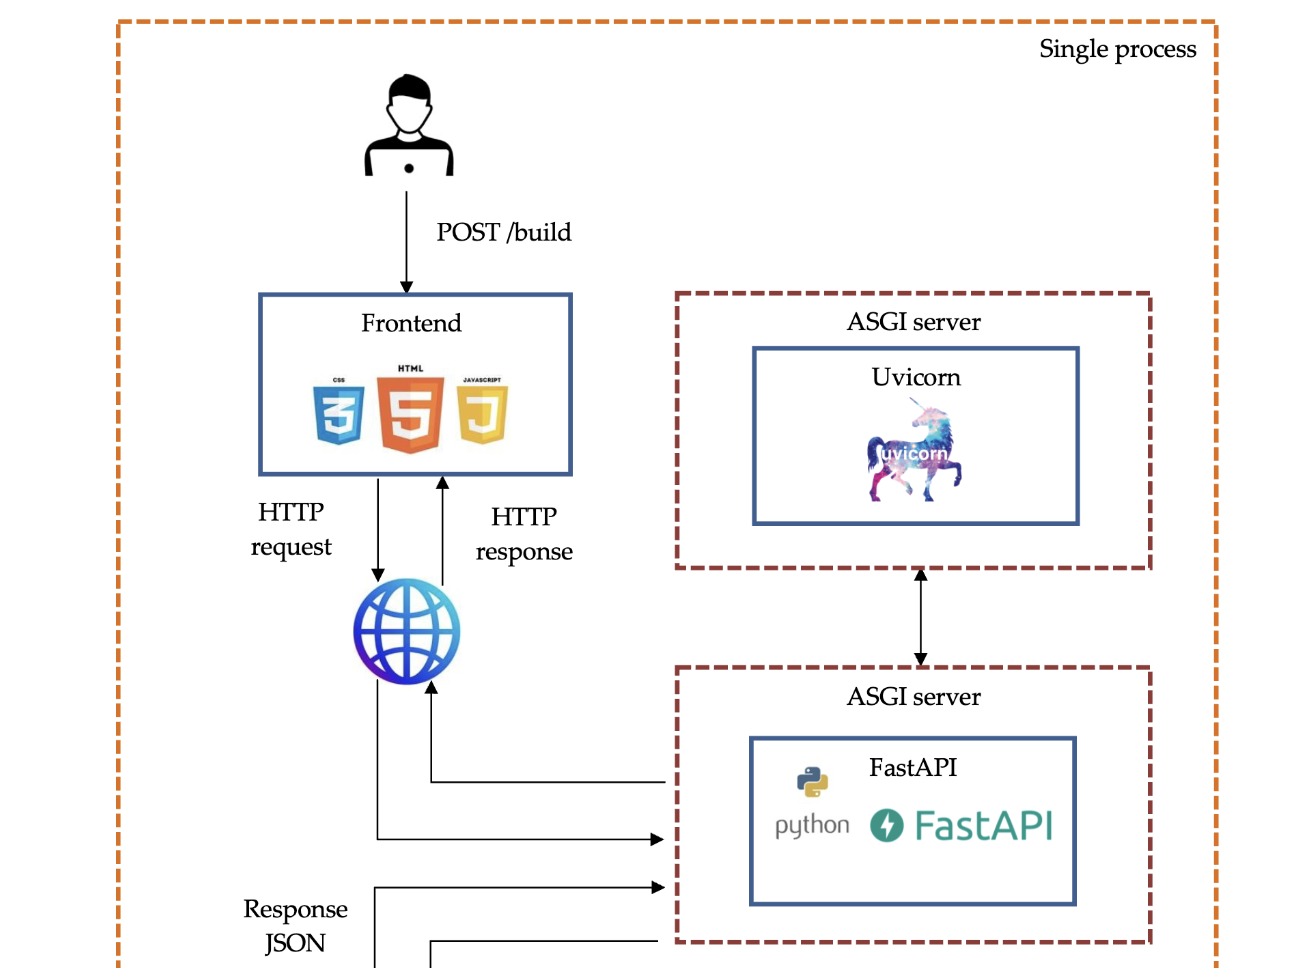 Single process
POST /build
Frontend
CSS
HTML
JAVASCRIPT
HTTP
request
HTTP
response
ASGI server
Uvicorn
uvicorn
ASGI server
FastAPI
python
FastAPI
Response
JSON